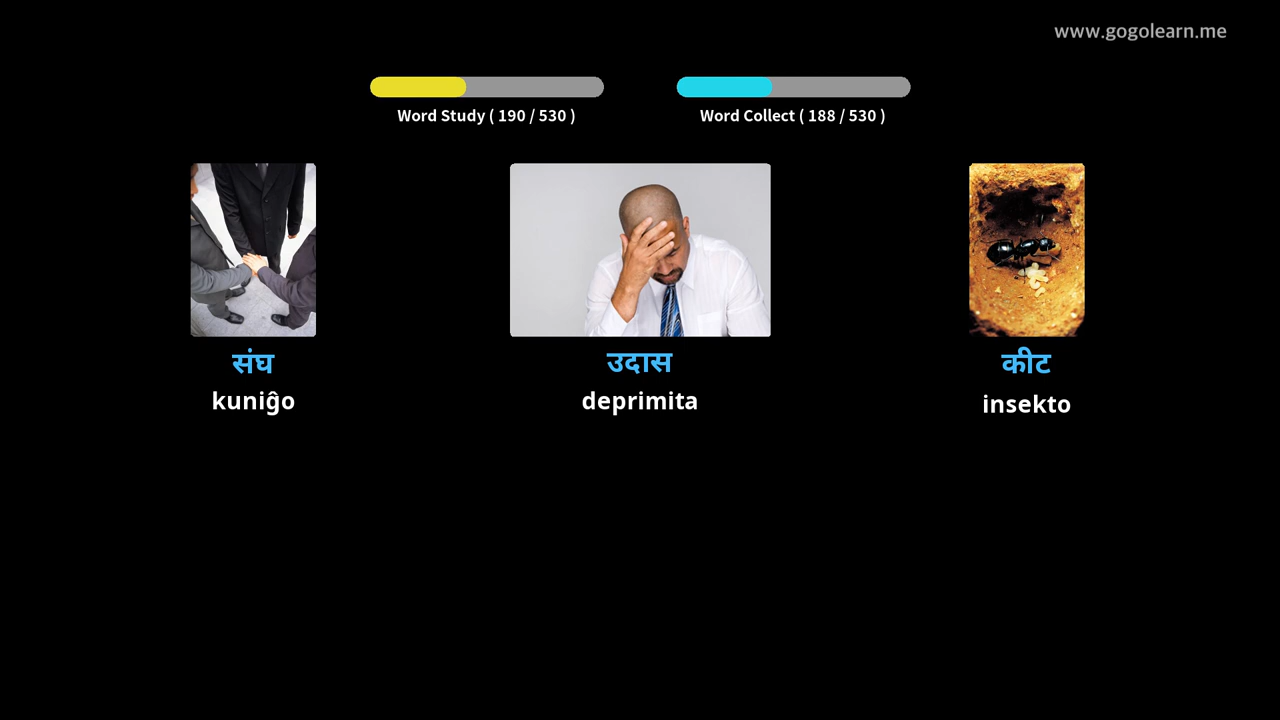 www.gogolearn.me
Word Study ( 190 / 530 )
Word Collect ( 188 / 530 )
संघ
kuniĝo
उदास
deprimita
कीट
insekto